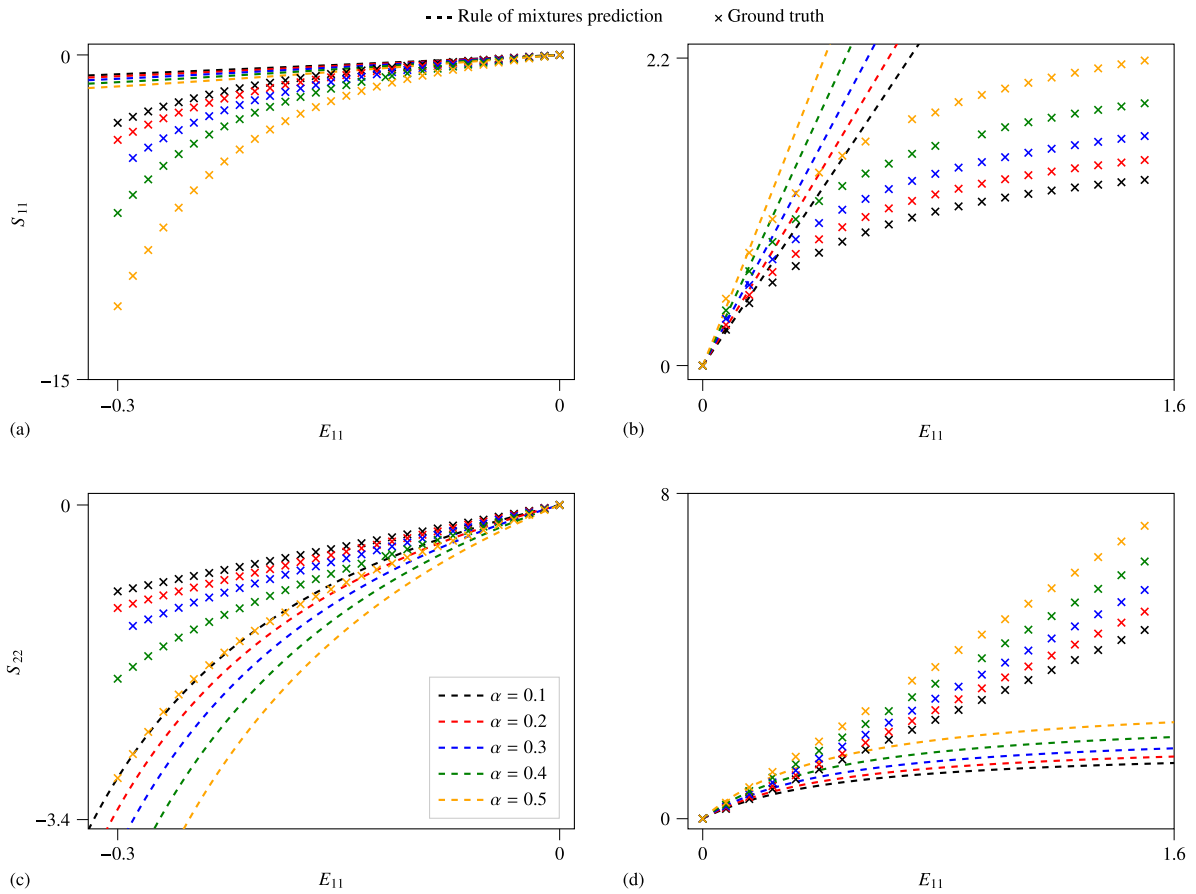 Rule of mixtures prediction
Ground truth
0
S11
−15
−0.3
0
E11
(a)
2.2
0
0
1.6
E11
(b)
0
S22
−3.4
α = 0.1
α = 0.2
α = 0.3
α = 0.4
α = 0.5
−0.3
0
E11
(c)
8
0
0
1.6
E11
(d)